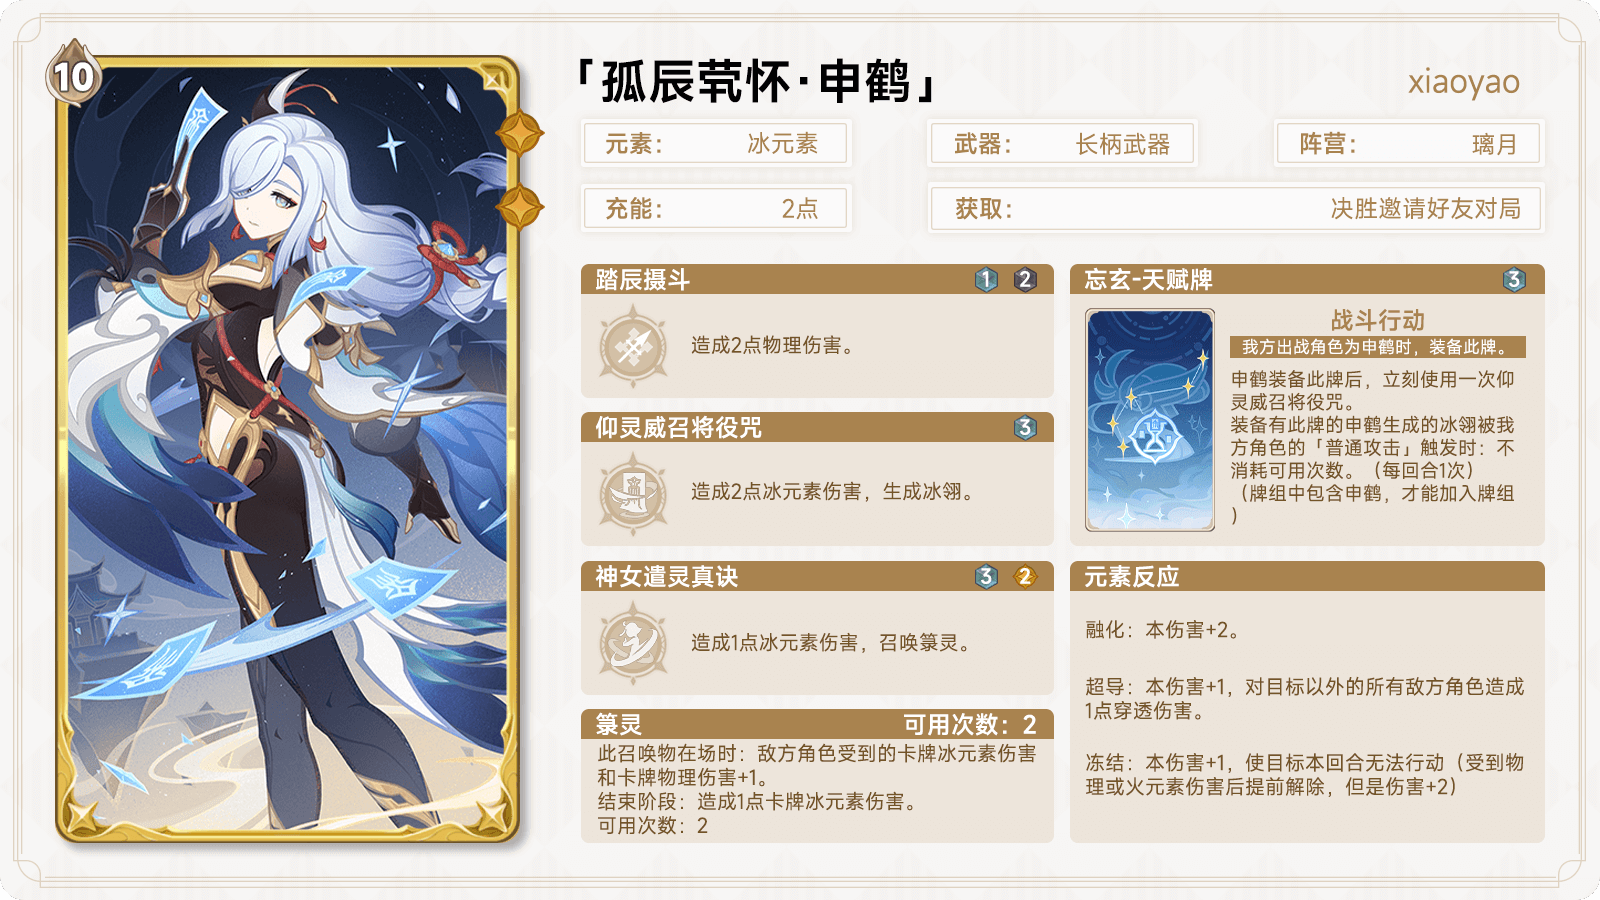 10
「孤辰茕怀·申鹤」
xiaoyao
元素： 冰元素
武器： 长柄武器
阵营： 璃月
充能： 2点
获取： 决胜邀请好友对局
踏辰摄斗 1 2
造成2点物理伤害。
仰灵威召将役咒 3
造成2点冰元素伤害，生成冰翎。
神女遣灵真诀 3 2
造成1点冰元素伤害，召唤箓灵。
箓灵 可用次数：2
此召唤物在场时：敌方角色受到的卡牌冰元素伤害
和卡牌物理伤害+1。
结束阶段：造成1点卡牌冰元素伤害。
可用次数：2
忘玄-天赋牌 3
战斗行动
我方出战角色为申鹤时，装备此牌。
申鹤装备此牌后，立刻使用一次仰
灵威召将役咒。
装备有此牌的申鹤生成的冰翎被我
方角色的「普通攻击」触发时：不
消耗可用次数。（每回合1次）
（牌组中包含申鹤，才能加入牌组
）
元素反应
融化：本伤害+2。
超导：本伤害+1，对目标以外的所有敌方角色造成
1点穿透伤害。
冻结：本伤害+1，使目标本回合无法行动（受到物
理或火元素伤害后提前解除，但是伤害+2）